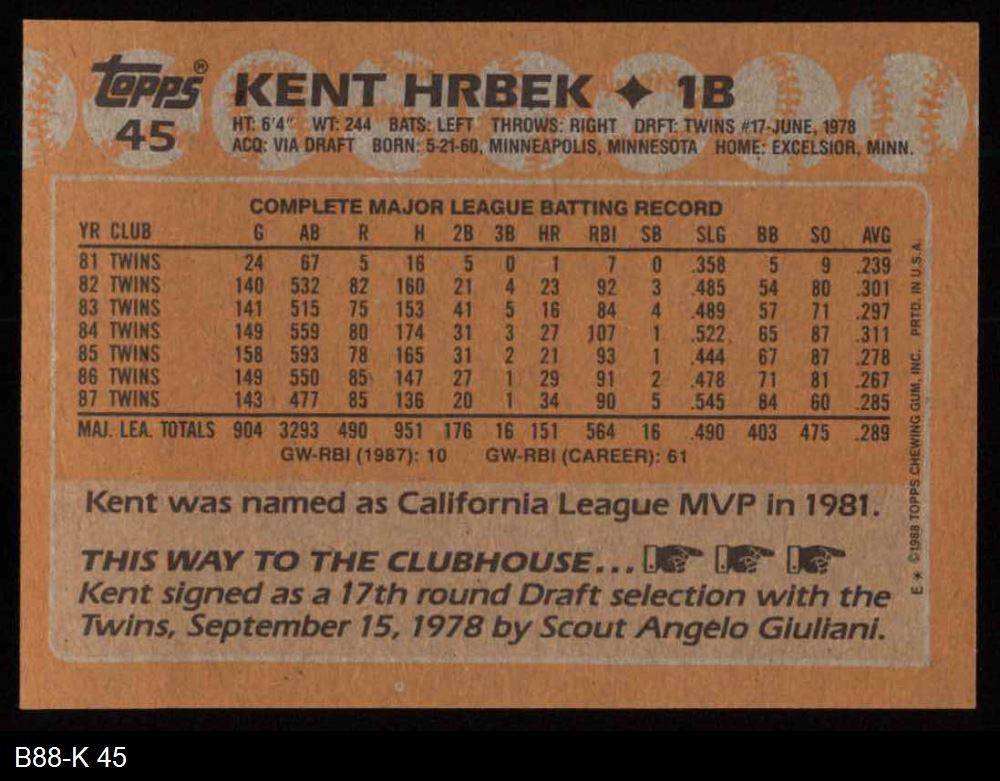 Topps®
45
KENT HRBEK ✦ 1B
HT: 6'4" WT: 244 BATS: LEFT THROWS: RIGHT DRFT: TWINS #17-JUNE, 1978
ACQ: VIA DRAFT BORN: 5-21-60, MINNEAPOLIS, MINNESOTA HOME: EXCELSIOR, MINN.
COMPLETE MAJOR LEAGUE BATTING RECORD
YR CLUB G AB R H 2B 3B HR RBI SB SLG BB SO AVG
81 TWINS 24 67 5 16 5 0 1 7 0 .358 5 9 .239
82 TWINS 140 532 82 160 21 4 23 92 3 .485 54 80 .301
83 TWINS 141 515 75 153 41 5 16 84 4 .489 57 71 .297
84 TWINS 149 559 80 174 31 3 27 107 1 .522 65 87 .311
85 TWINS 158 593 78 165 31 2 21 93 1 .444 67 87 .278
86 TWINS 149 550 85 147 27 1 29 91 2 .478 71 81 .267
87 TWINS 143 477 85 136 20 1 34 90 5 .545 84 60 .285
MAJ. LEA. TOTALS 904 3293 490 951 176 16 151 564 16 .490 403 475 .289
GW-RBI (1987): 10 GW-RBI (CAREER): 61
Kent was named as California League MVP in 1981.
THIS WAY TO THE CLUBHOUSE...
Kent signed as a 17th round Draft selection with the
Twins, September 15, 1978 by Scout Angelo Giuliani.
E* ©1988 TOPPS CHEWING GUM, INC. PRTD. IN U.S.A.
B88-K 45